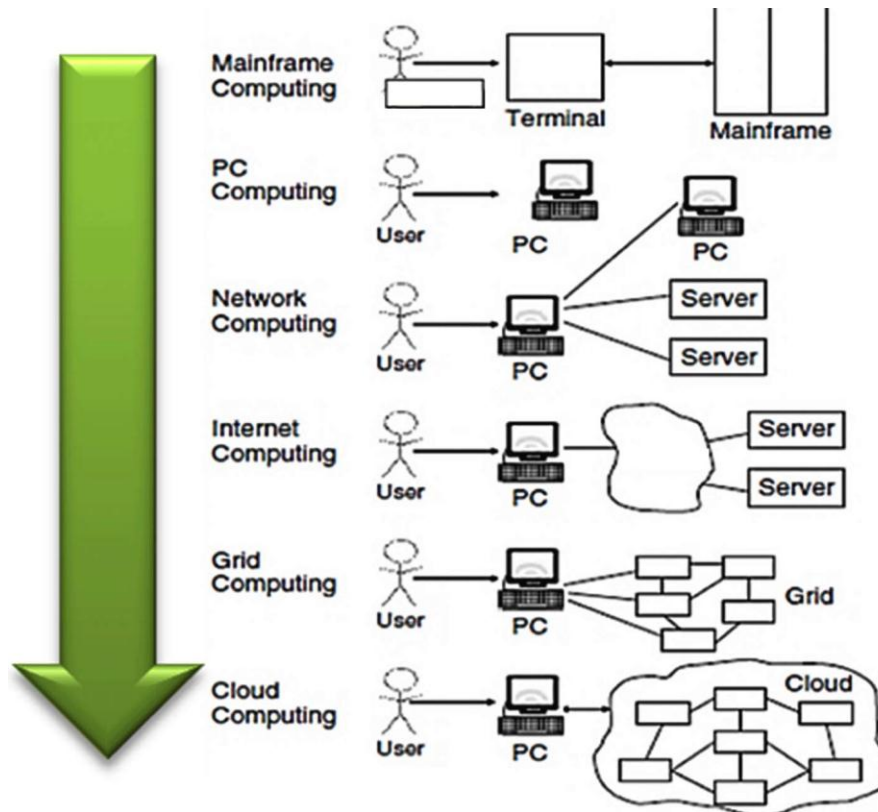 Mainframe
Computing
Terminal
Mainframe
PC
Computing
User
PC
PC
Network
Computing
User
PC
Server
Server
Internet
Computing
User
PC
Server
Server
Grid
Computing
User
PC
Grid
Cloud
Computing
User
PC
Cloud